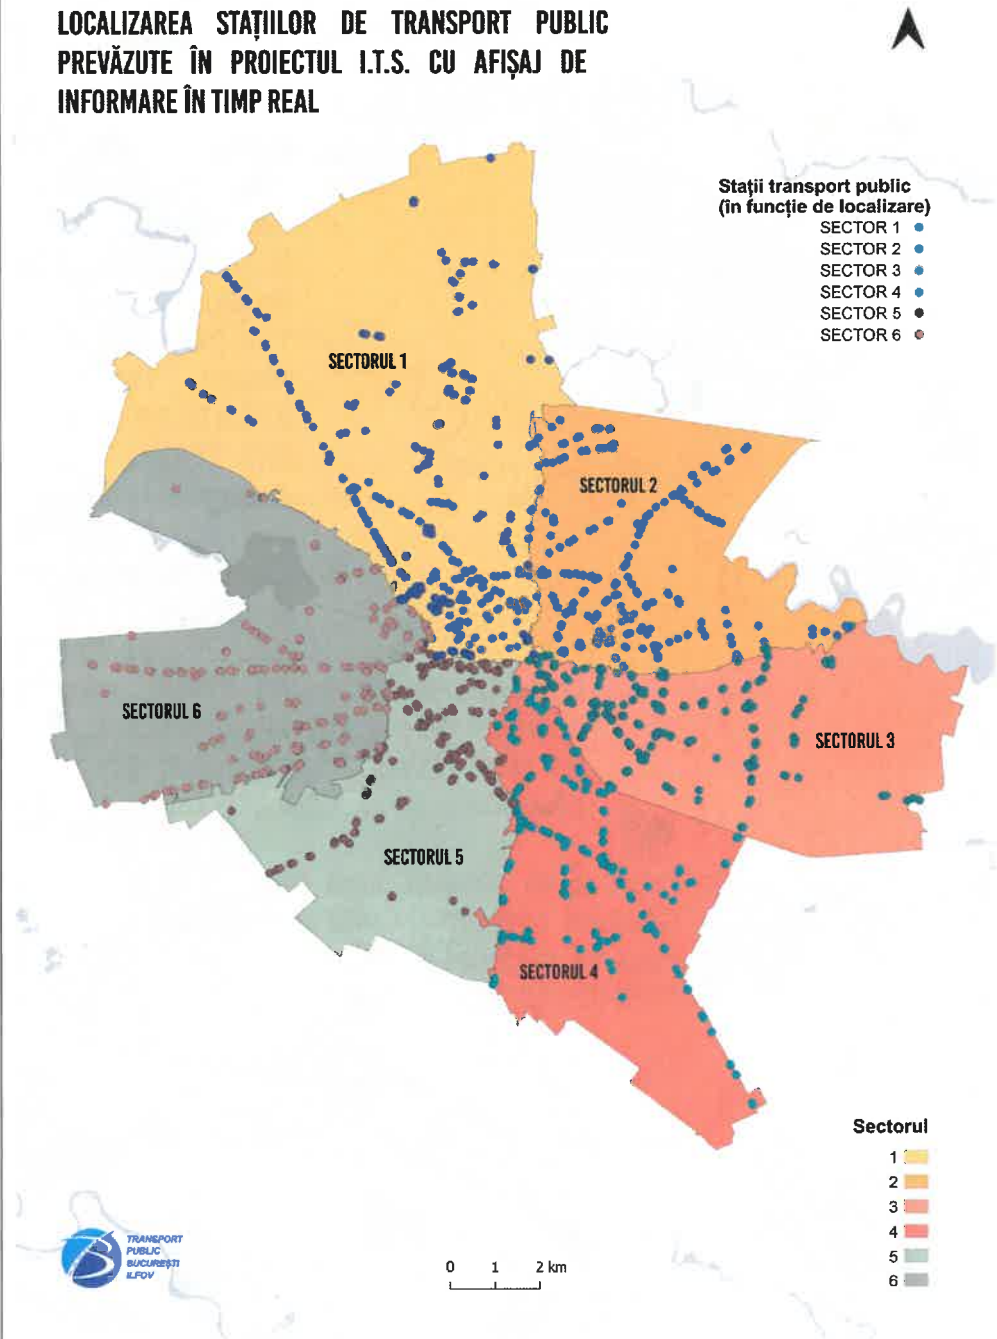 LOCALIZAREA STAȚIILOR DE TRANSPORT PUBLIC
PREVĂZUTE ÎN PROIECTUL I.T.S. CU AFIȘAJ DE
INFORMARE ÎN TIMP REAL
Stații transport public
(în funcție de localizare)
SECTOR 1
SECTOR 2
SECTOR 3
SECTOR 4
SECTOR 5
SECTOR 6
SECTORUL 1
SECTORUL 2
SECTORUL 6
SECTORUL 3
SECTORUL 5
SECTORUL 4
Sectorul
1
2
3
4
5
6
TRANSPORT
PUBLIC
BUCUREȘTI
ILFOV
0 1 2 km